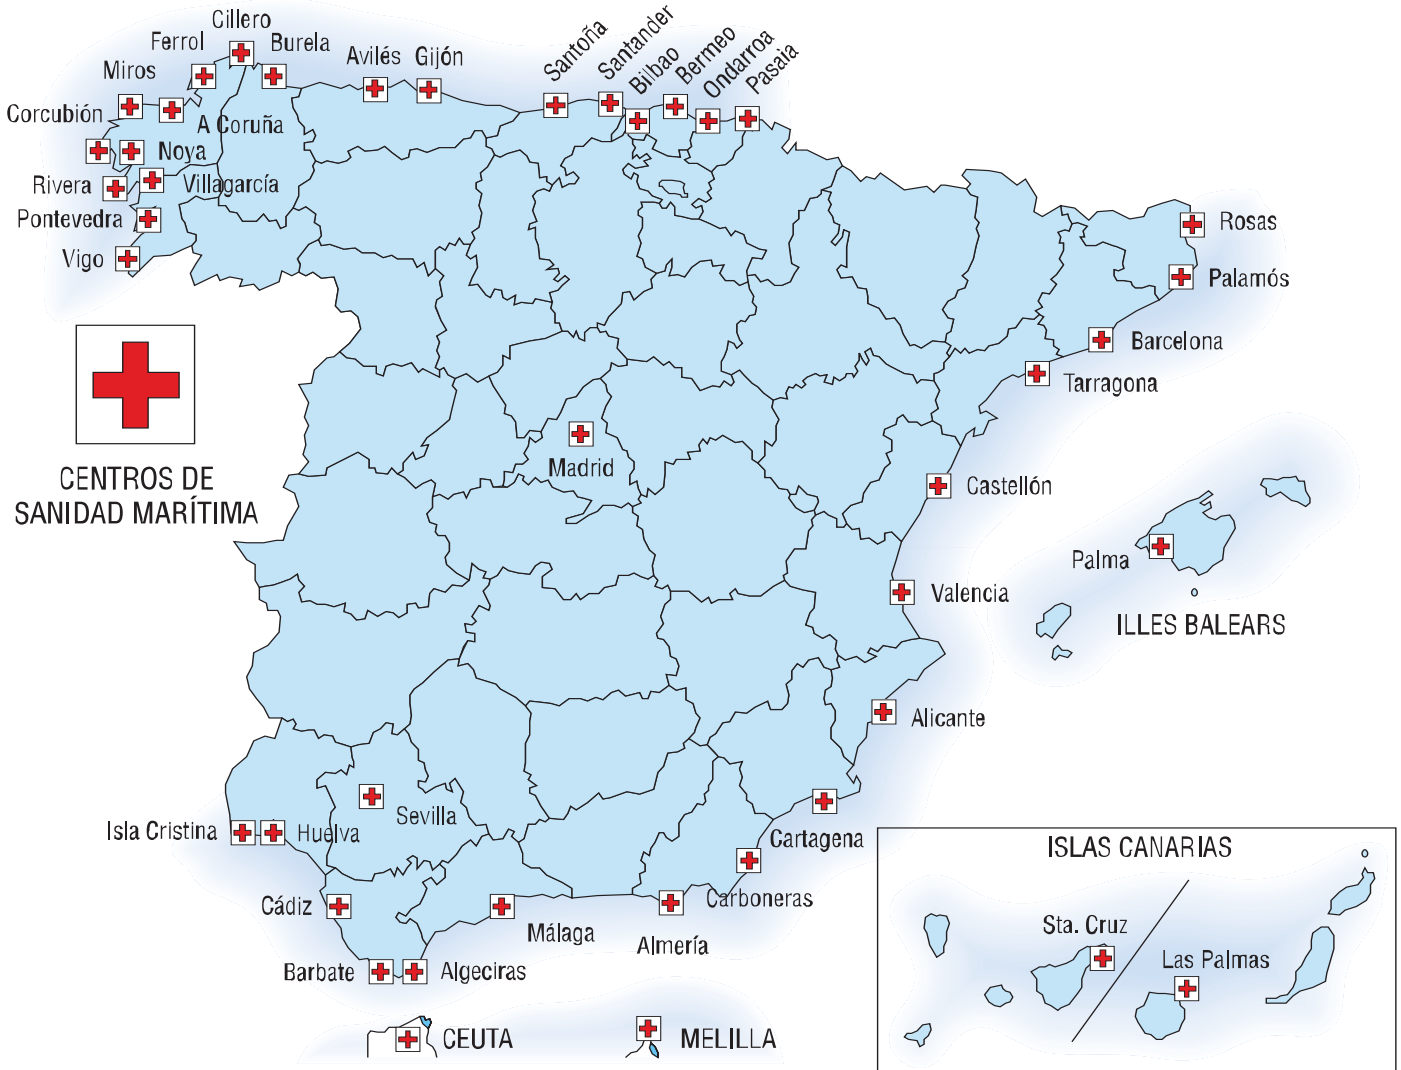 Cillero
Ferrol
Burela
Miros
Avilés
Gijón
Santoña
Santander
Bilbao
Bermeo
Ondarroa
Pasaia
Corcubión
A Coruña
Noya
Rivera
Villagarcía
Pontevedra
Vigo
Rosas
Palamós
Barcelona
Tarragona
CENTROS DE
SANIDAD MARÍTIMA
Madrid
Castellón
Palma
Valencia
ILLES BALEARS
Alicante
Sevilla
Isla Cristina
Huelva
Cartagena
Cádiz
Carboneras
Málaga
Almería
Barbate
Algeciras
CEUTA
MELILLA
ISLAS CANARIAS
Sta. Cruz
Las Palmas